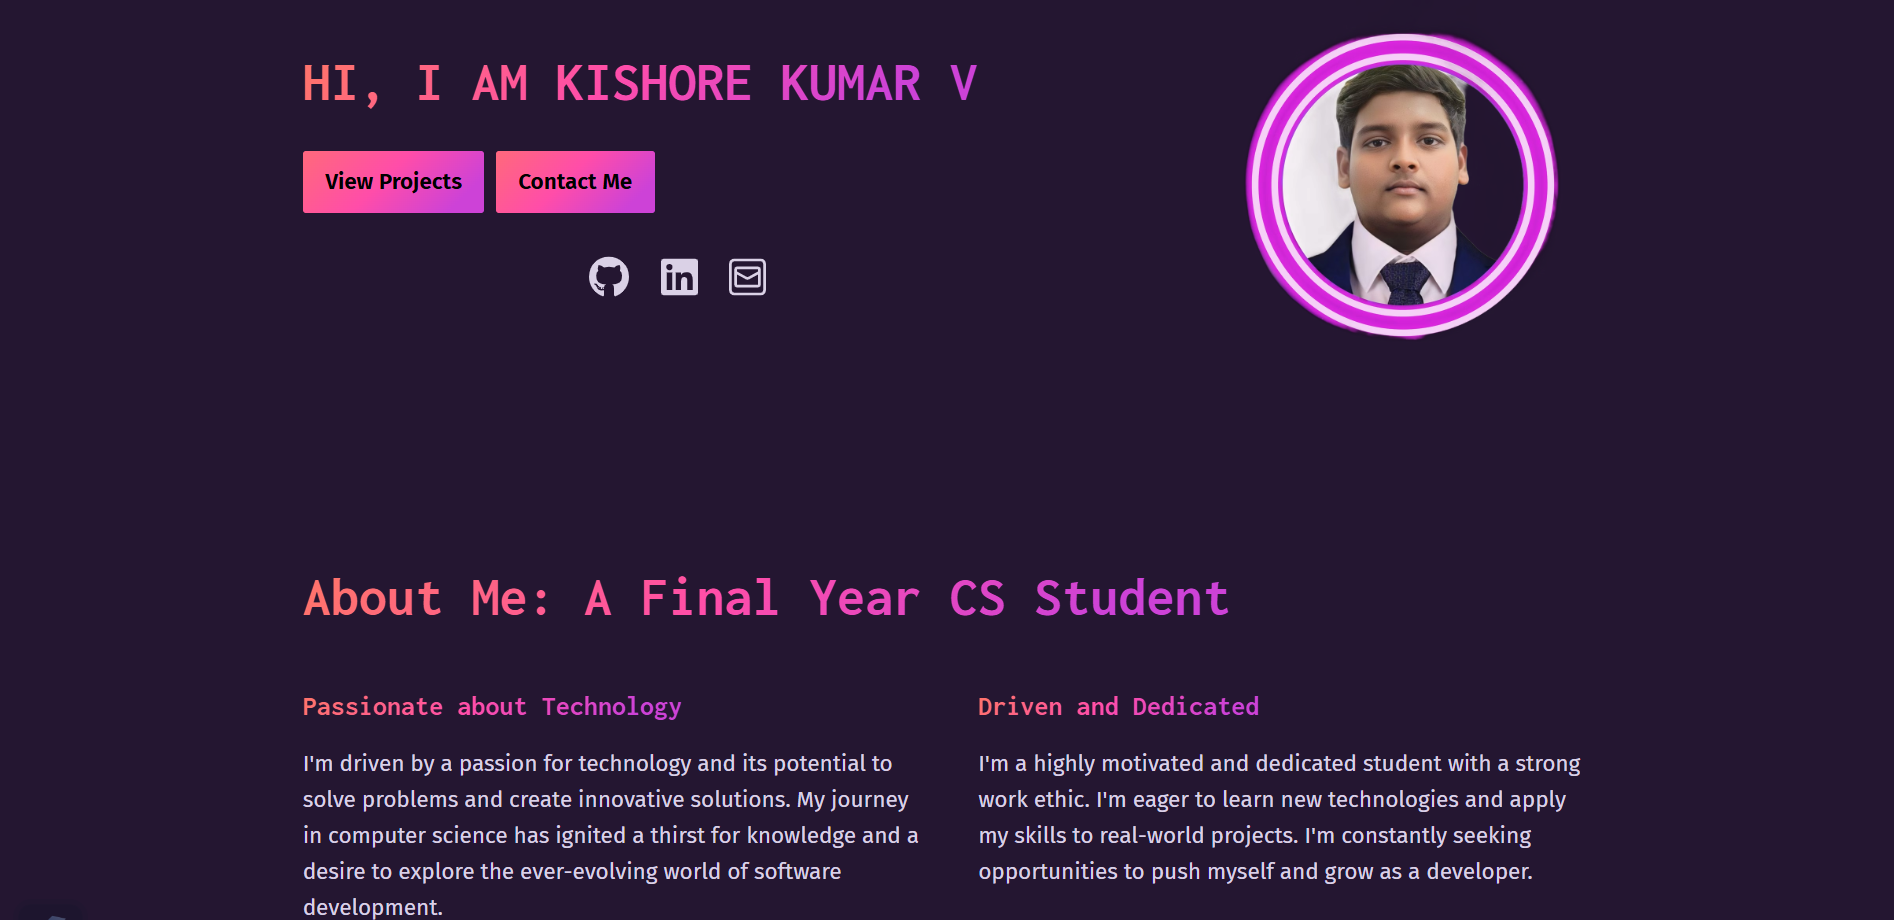 HI, I AM KISHORE KUMAR V
View Projects
Contact Me
About Me: A Final Year CS Student
Passionate about Technology
I'm driven by a passion for technology and its potential to
solve problems and create innovative solutions. My journey
in computer science has ignited a thirst for knowledge and a
desire to explore the ever-evolving world of software
development.
Driven and Dedicated
I'm a highly motivated and dedicated student with a strong
work ethic. I'm eager to learn new technologies and apply
my skills to real-world projects. I'm constantly seeking
opportunities to push myself and grow as a developer.